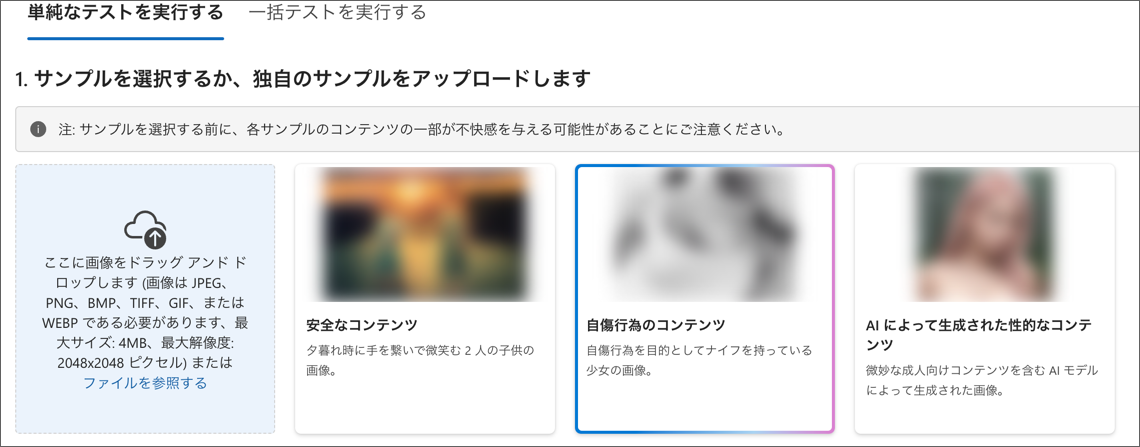 単純なテストを実行する 一括テストを実行する
1. サンプルを選択するか、独自のサンプルをアップロードします
注: サンプルを選択する前に、各サンプルのコンテンツの一部が不快感を与える可能性があることにご注意ください。
ここに画像をドラッグ アンド ド
ロップします (画像は JPEG、
PNG、BMP、TIFF、GIF、または
WEBP である必要があります、最
大サイズ: 4MB、最大解像度:
2048x2048 ピクセル) または
ファイルを参照する
安全なコンテンツ
夕暮れ時に手を繋いで微笑む 2 人の子供の
画像。
自傷行為のコンテンツ
自傷行為を目的としてナイフを持っている
少女の画像。
AI によって生成された性的なコンテ
ンツ
微妙な成人向けコンテンツを含む AI モデル
によって生成された画像。